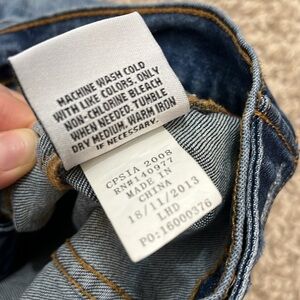 MACHINE WASH COLD
WITH LIKE COLORS. ONLY
NON-CHLORINE BLEACH
WHEN NEEDED. TUMBLE
DRY MEDIUM. WARM IRON
IF NECESSARY.
CPSIA 2008
RN#140977
MADE IN
CHINA
18/11/2013
LHD
PO:16000376